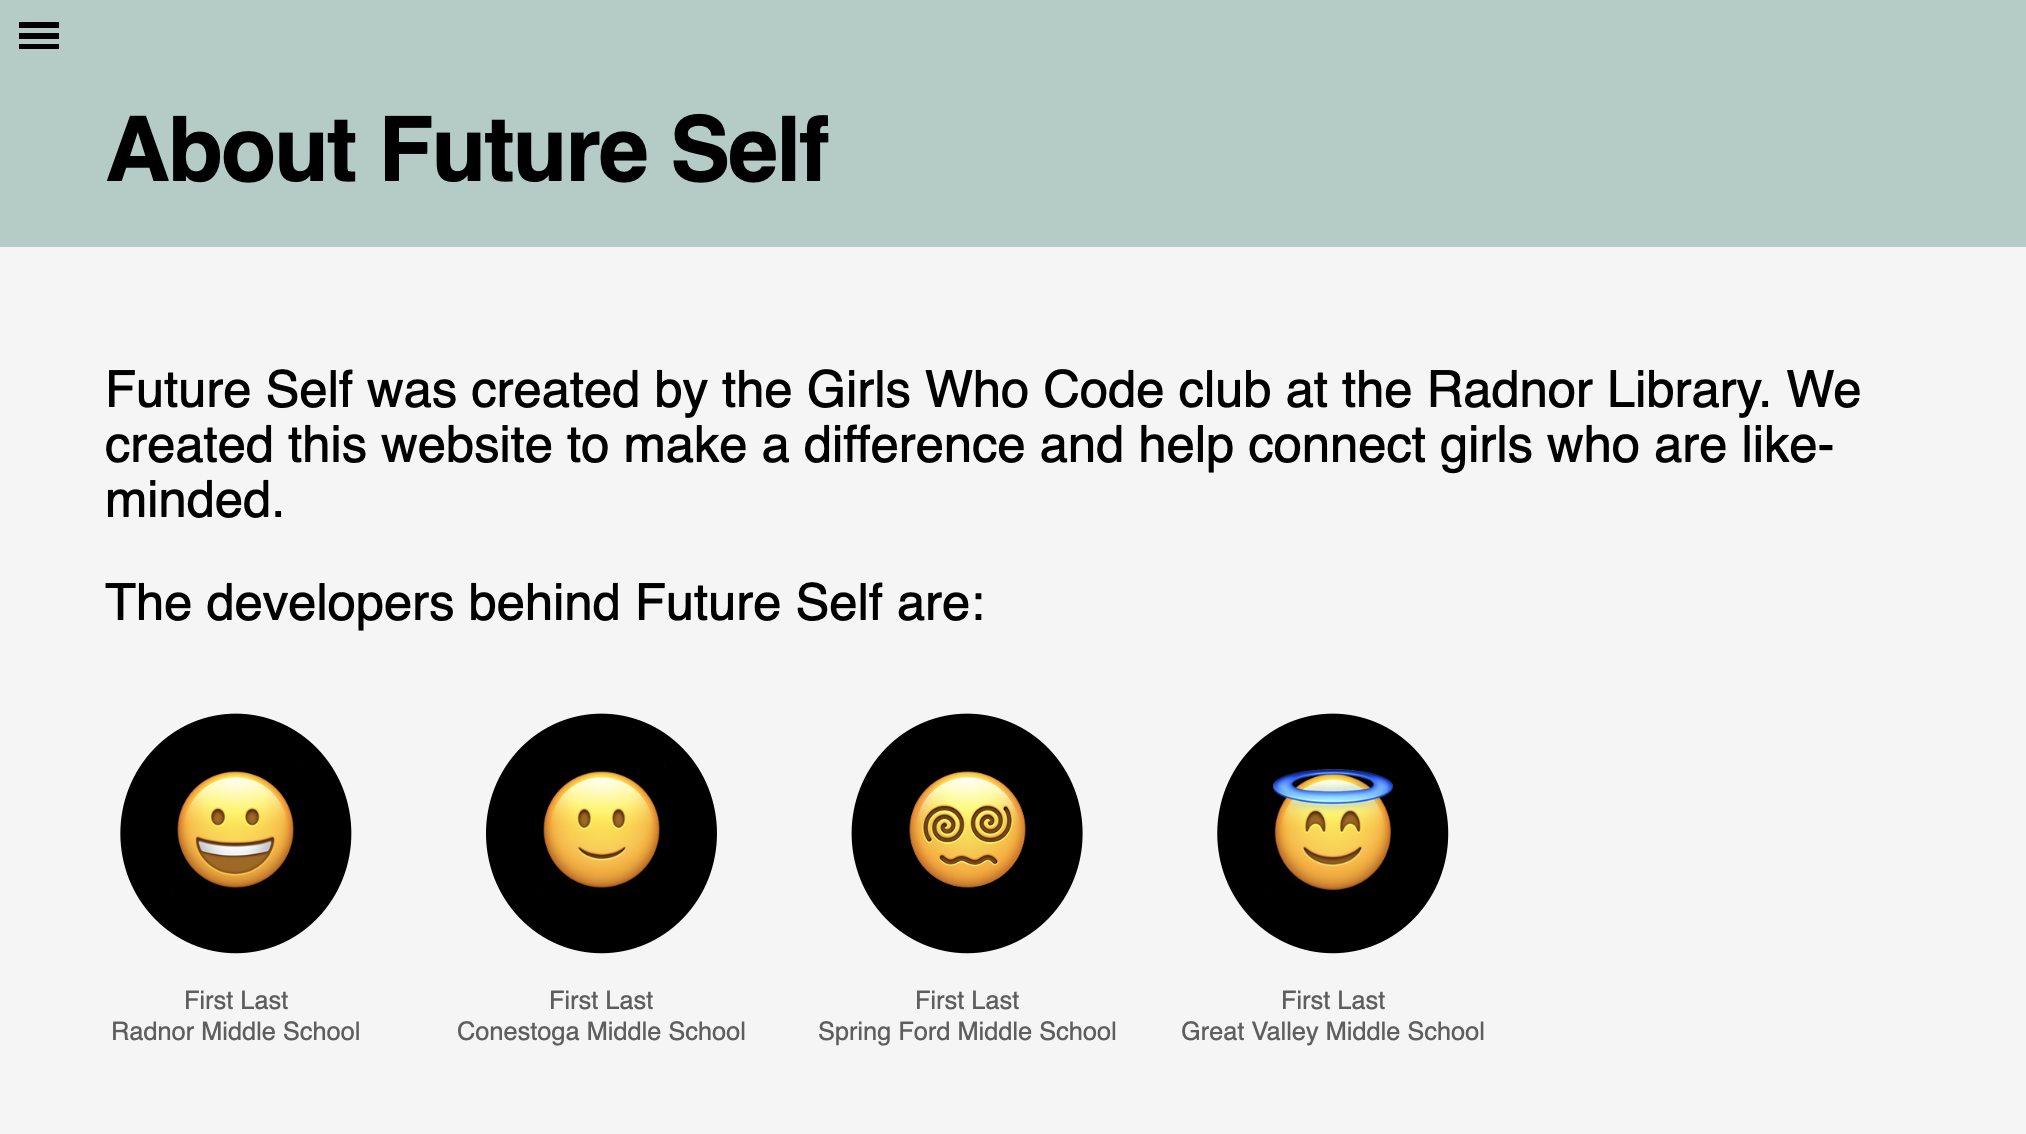 About Future Self
Future Self was created by the Girls Who Code club at the Radnor Library. We
created this website to make a difference and help connect girls who are like-
minded.
The developers behind Future Self are:
First Last
Radnor Middle School
First Last
Conestoga Middle School
First Last
Spring Ford Middle School
First Last
Great Valley Middle School